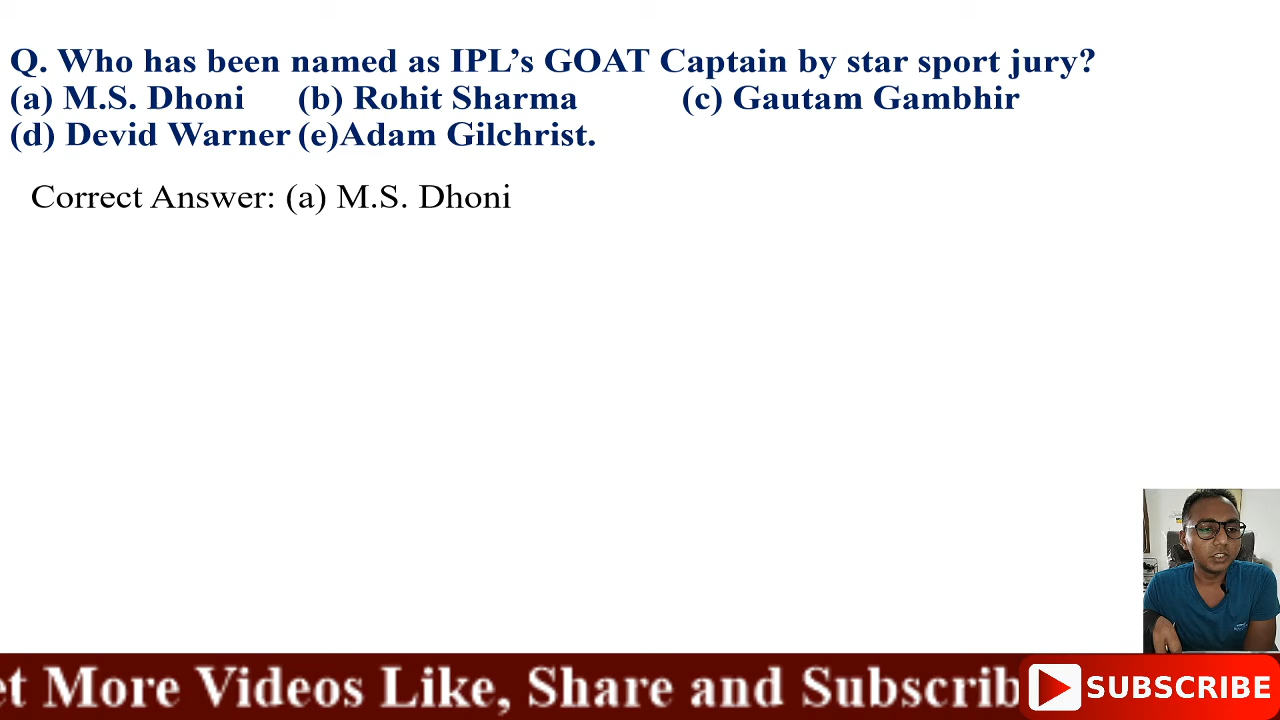 Q. Who has been named as IPL's GOAT Captain by star sport jury?
(a) M.S. Dhoni (b) Rohit Sharma (c) Gautam Gambhir
(d) Devid Warner (e)Adam Gilchrist.
Correct Answer: (a) M.S. Dhoni
et More Videos Like, Share and Subscrib
SUBSCRIBE